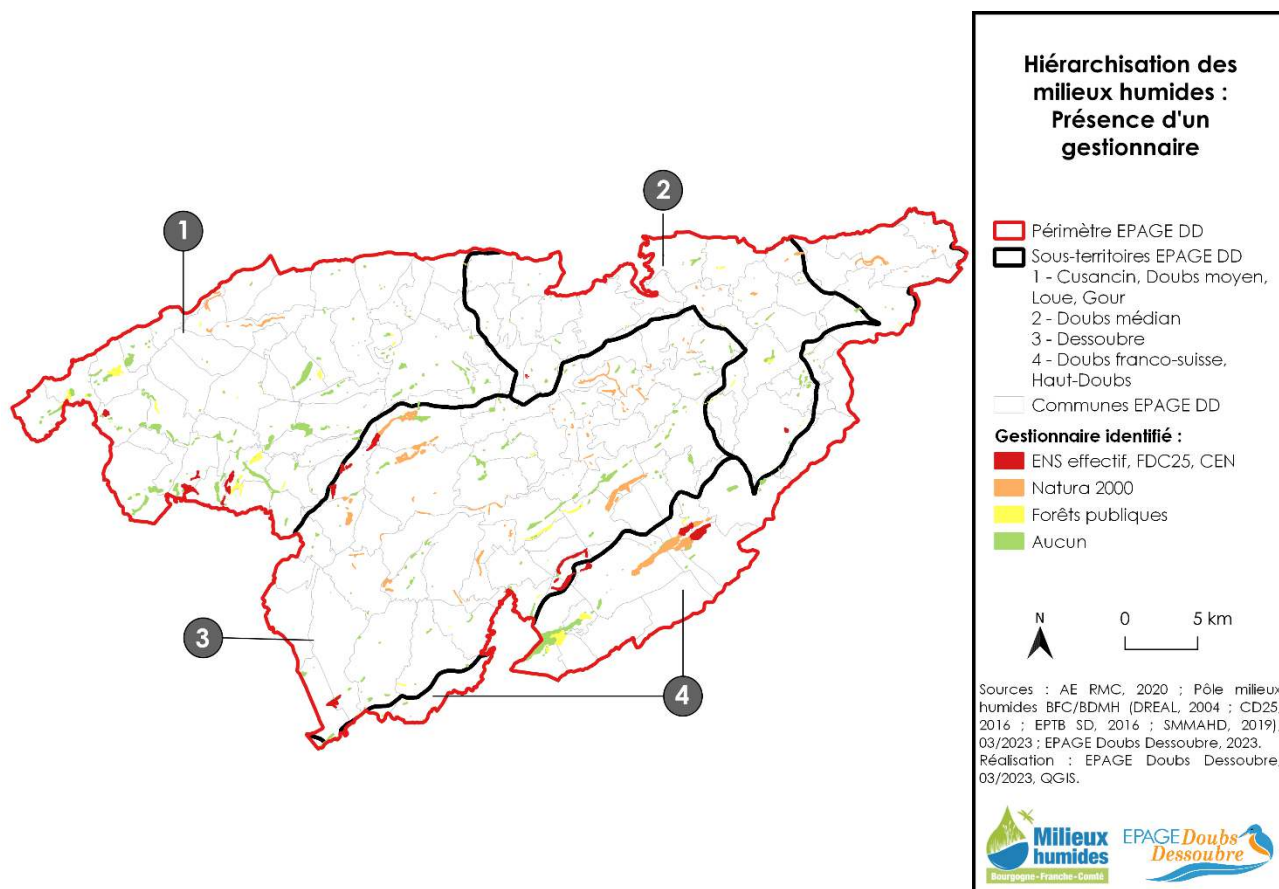 Hiérarchisation des
milieux humides :
Présence d'un
gestionnaire
Périmètre EPAGE DD
Sous-territoires EPAGE DD
1 - Cusancin, Doubs moyen,
Loue, Gour
2 - Doubs médian
3 - Dessoubre
4 - Doubs franco-suisse,
Haut-Doubs
Communes EPAGE DD
Gestionnaire identifié :
ENS effectif, FDC25, CEN
Natura 2000
Forêts publiques
Aucun
N
0 5 km
Sources : AE RMC, 2020 ; Pôle milieux
humides BFC/BDMH (DREAL, 2004 ; CD25,
2016 ; EPTB SD, 2016 ; SMMAHD, 2019),
03/2023 ; EPAGE Doubs Dessoubre, 2023.
Réalisation : EPAGE Doubs Dessoubre,
03/2023, QGIS.
Milieux
humides
Bourgogne-Franche-Comté
EPAGE Doubs
Dessoubre
1
2
3
4